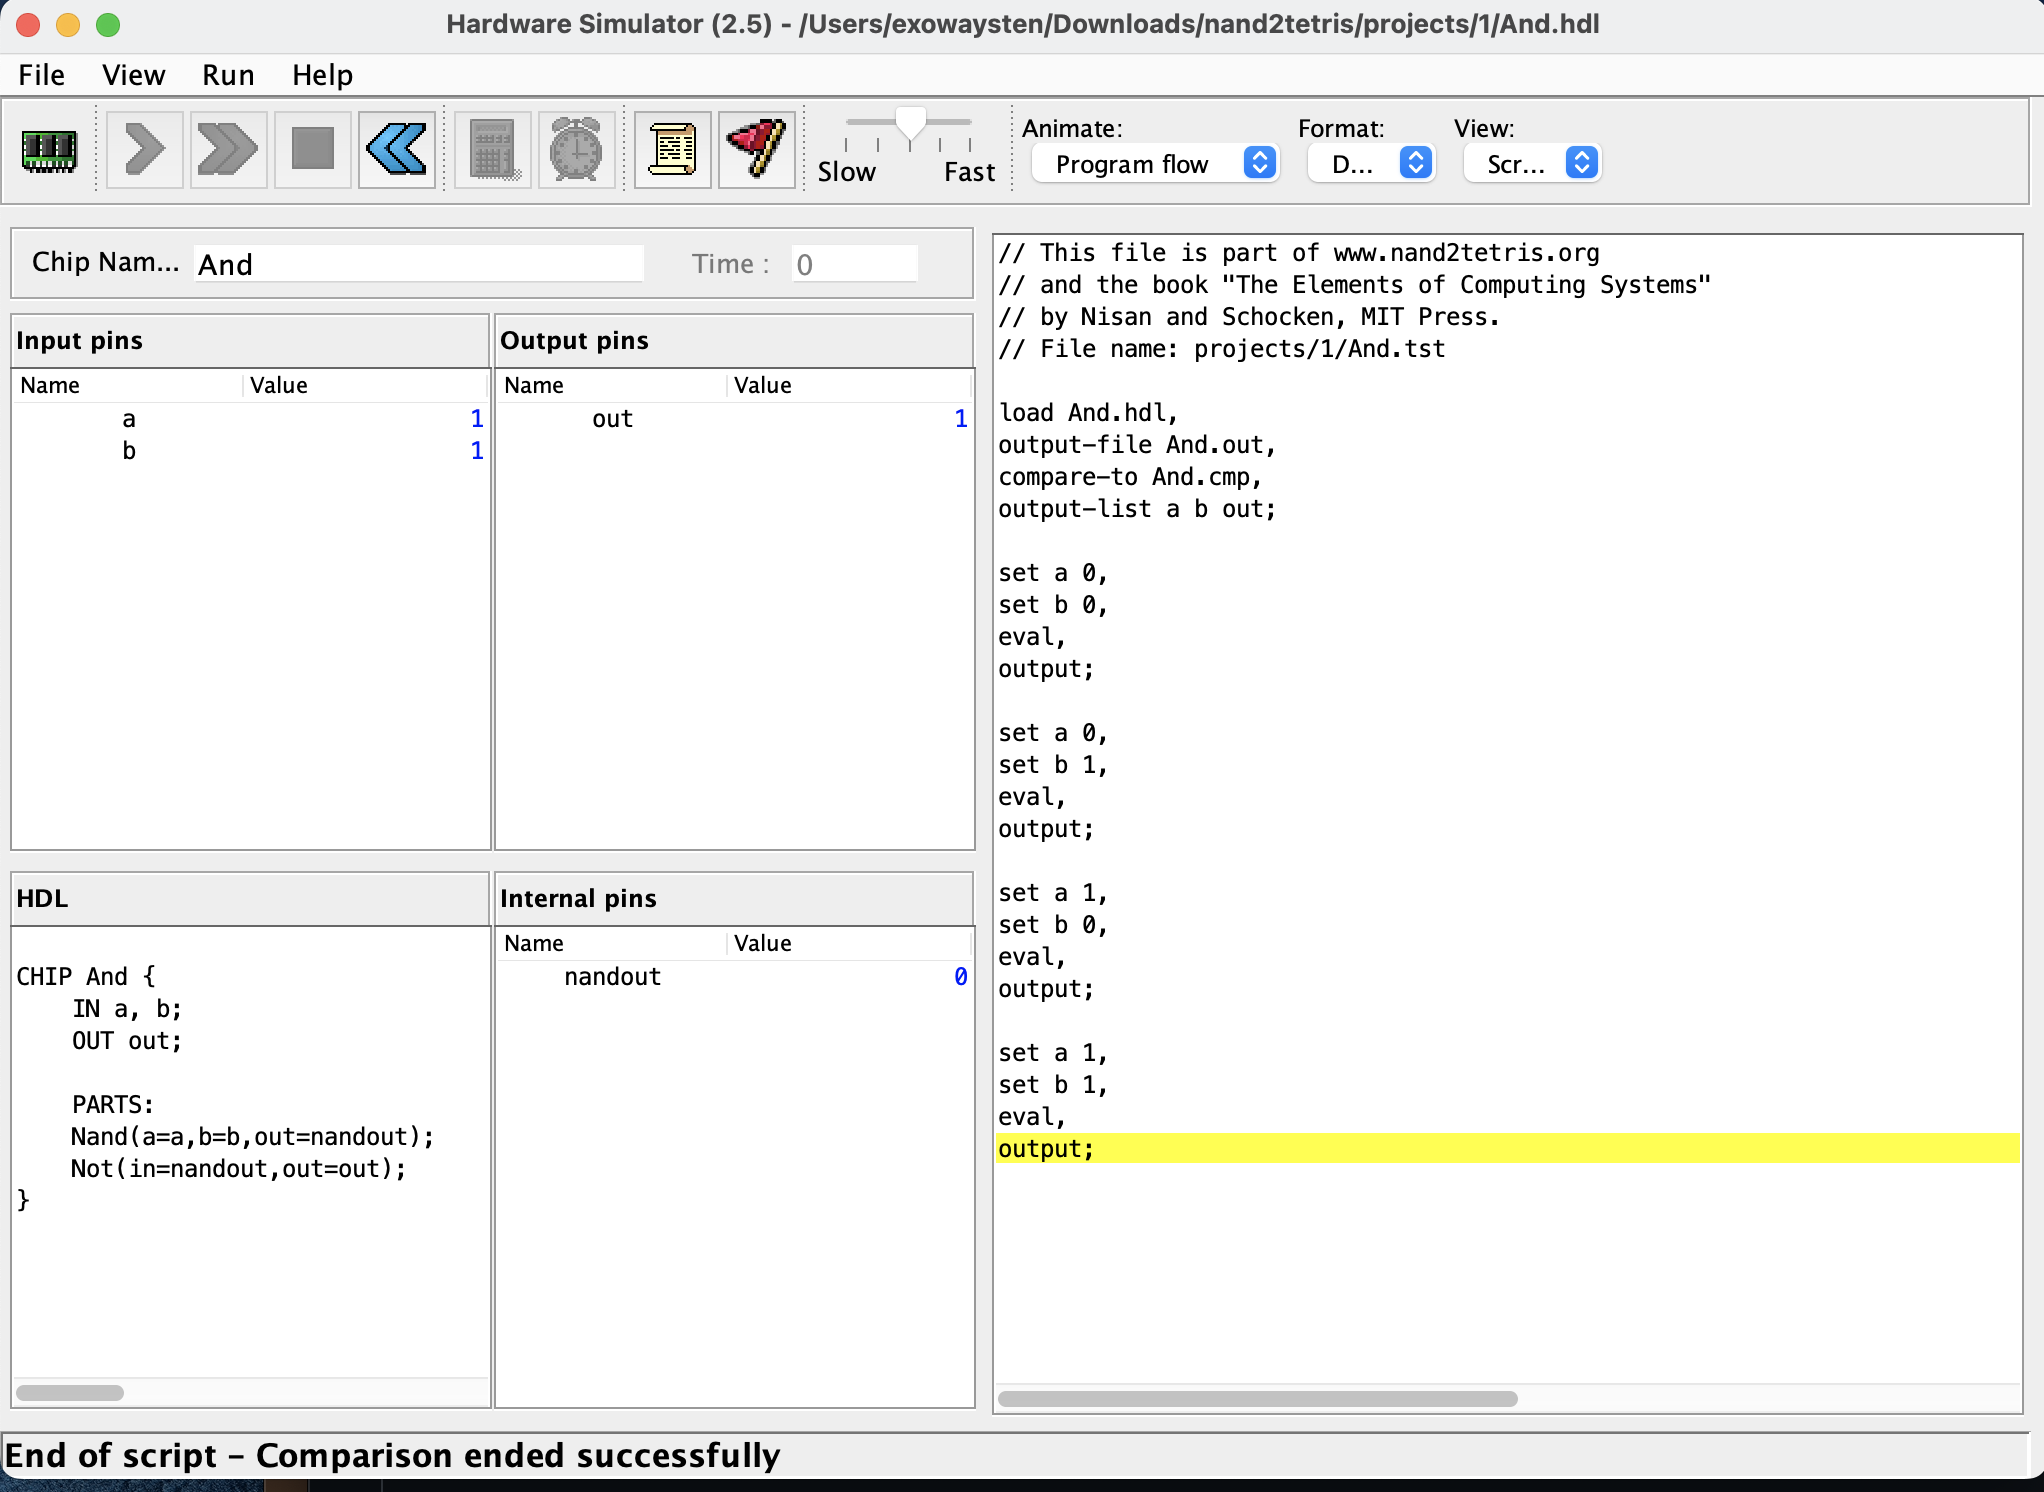 Hardware Simulator (2.5) - /Users/exowaysten/Downloads/nand2tetris/projects/1/And.hdl
File View Run Help
Slow Fast
Animate: Format: View:
Program flow D... Scr...
Chip Nam... And Time : 0
Input pins
Name Value
a 1
b 1
Output pins
Name Value
out 1
HDL
CHIP And {
    IN a, b;
    OUT out;

    PARTS:
    Nand(a=a,b=b,out=nandout);
    Not(in=nandout,out=out);
}
Internal pins
Name Value
nandout 0
// This file is part of www.nand2tetris.org
// and the book "The Elements of Computing Systems"
// by Nisan and Schocken, MIT Press.
// File name: projects/1/And.tst

load And.hdl,
output-file And.out,
compare-to And.cmp,
output-list a b out;

set a 0,
set b 0,
eval,
output;

set a 0,
set b 1,
eval,
output;

set a 1,
set b 0,
eval,
output;

set a 1,
set b 1,
eval,
output;
End of script - Comparison ended successfully